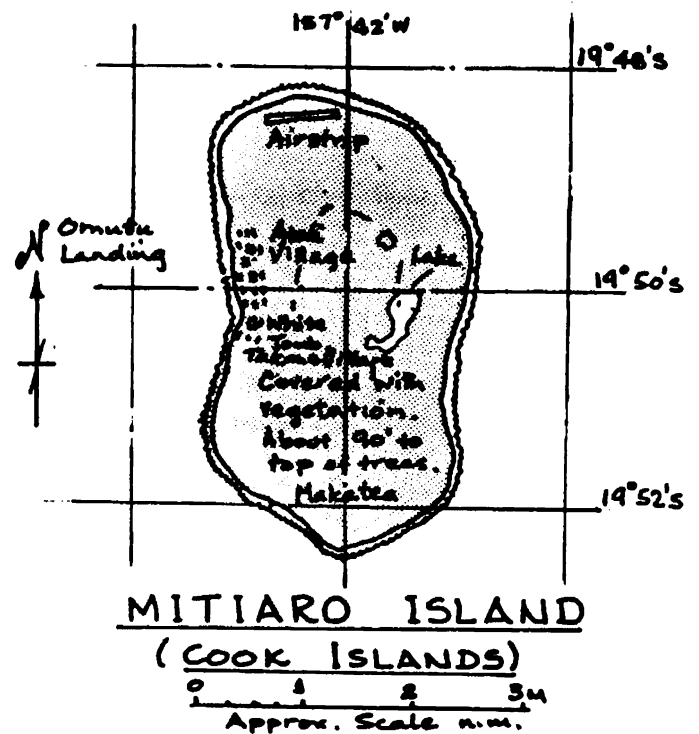 157° 42'W
19°48's
Airstrip
N
Omutu
Landing
Village
Lake
19°50's
White
Tomb
Covered with
vegetation.
About 90' to
top of trees.
Makatea
19°52's
MITIARO ISLAND
(COOK ISLANDS)
0 1 2 3M
Approx. Scale n.m.